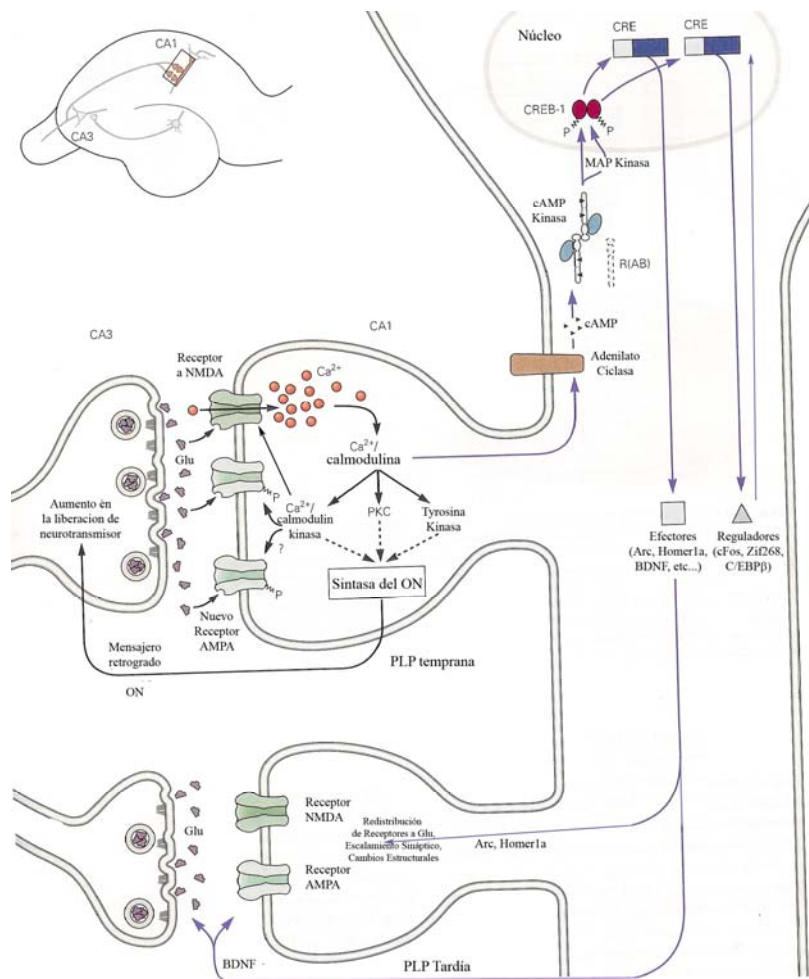 CA1
CA3
Núcleo
CRE
CRE
CREB-1
P
P
MAP Kinasa
cAMP
Kinasa
R(AB)
cAMP
Adenilato
Ciclasa
CA3
CA1
Receptor
a NMDA
Ca2+
Glu
Ca2+/
calmodulina
P
Ca2+/
calmodulin
kinasa
PKC
Tyrosina
Kinasa
?
Aumento en
la liberacion de
neurotransmisor
Sintasa del ON
P
Nuevo
Receptor
AMPA
Mensajero
retrogrado
ON
PLP temprana
Efectores
(Arc, Homer1a,
BDNF, etc...)
Reguladores
(cFos, Zif268,
C/EBPβ)
Glu
Receptor
NMDA
Redistribución
de Receptores a Glu,
Escalamiento Sináptico,
Cambios Estructurales
Arc, Homer1a
Receptor
AMPA
BDNF
PLP Tardía